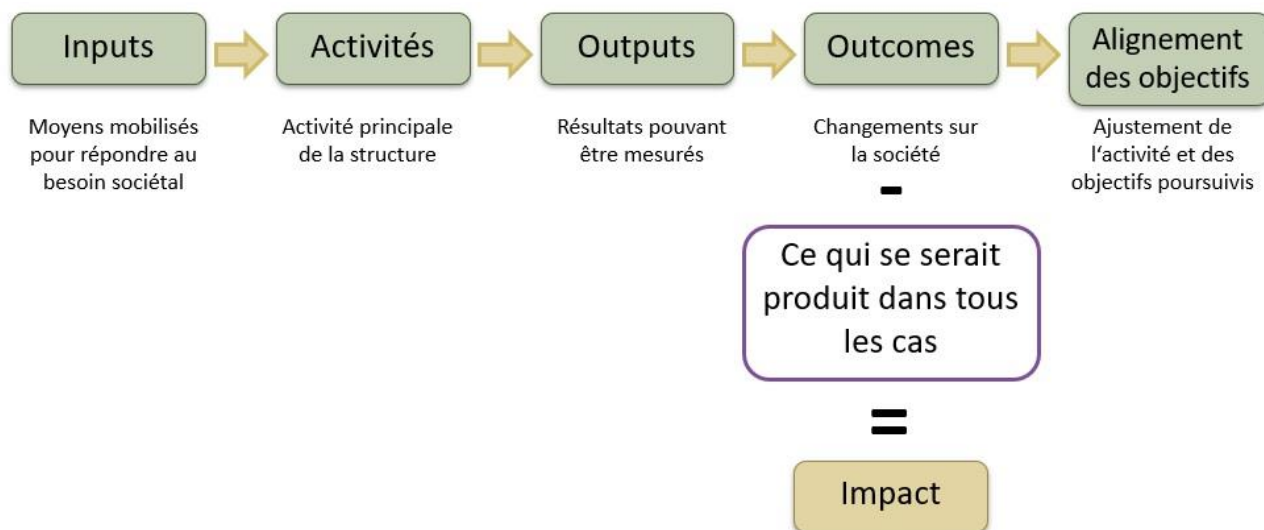 Inputs
Activités
Outputs
Outcomes
Alignement
des objectifs
Moyens mobilisés
pour répondre au
besoin sociétal
Activité principale
de la structure
Résultats pouvant
être mesurés
Changements sur
la société
Ajustement de
l‘activité et des
objectifs poursuivis
-
Ce qui se serait
produit dans tous
les cas
=
Impact